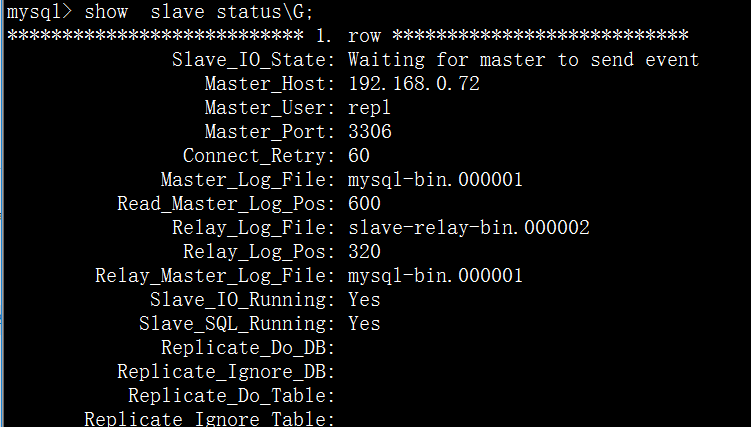 mysql> show  slave status\G;
*************************** 1. row ***************************
Slave_IO_State: Waiting for master to send event
Master_Host: 192.168.0.72
Master_User: repl
Master_Port: 3306
Connect_Retry: 60
Master_Log_File: mysql-bin.000001
Read_Master_Log_Pos: 600
Relay_Log_File: slave-relay-bin.000002
Relay_Log_Pos: 320
Relay_Master_Log_File: mysql-bin.000001
Slave_IO_Running: Yes
Slave_SQL_Running: Yes
Replicate_Do_DB:
Replicate_Ignore_DB:
Replicate_Do_Table:
Replicate_Ignore_Table: